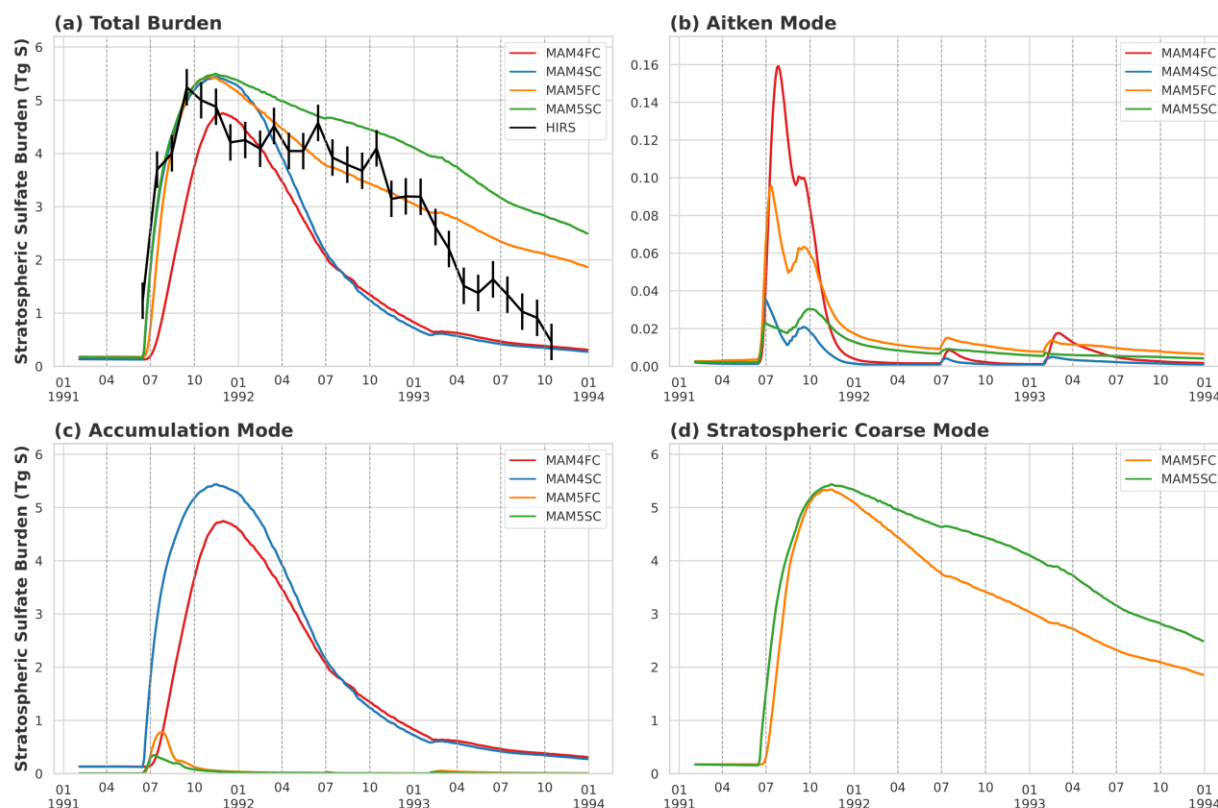 (a) Total Burden
Stratospheric Sulfate Burden (Tg S)
6
5
4
3
2
1
0
MAM4FC
MAM4SC
MAM5FC
MAM5SC
HIRS
01 04 07 10 01 04 07 10 01 04 07 10 01
1991 1992 1993 1994
(b) Aitken Mode
0.16
0.14
0.12
0.10
0.08
0.06
0.04
0.02
0.00
MAM4FC
MAM4SC
MAM5FC
MAM5SC
01 04 07 10 01 04 07 10 01 04 07 10 01
1991 1992 1993 1994
(c) Accumulation Mode
Stratospheric Sulfate Burden (Tg S)
6
5
4
3
2
1
0
MAM4FC
MAM4SC
MAM5FC
MAM5SC
01 04 07 10 01 04 07 10 01 04 07 10 01
1991 1992 1993 1994
(d) Stratospheric Coarse Mode
6
5
4
3
2
1
0
MAM5FC
MAM5SC
01 04 07 10 01 04 07 10 01 04 07 10 01
1991 1992 1993 1994